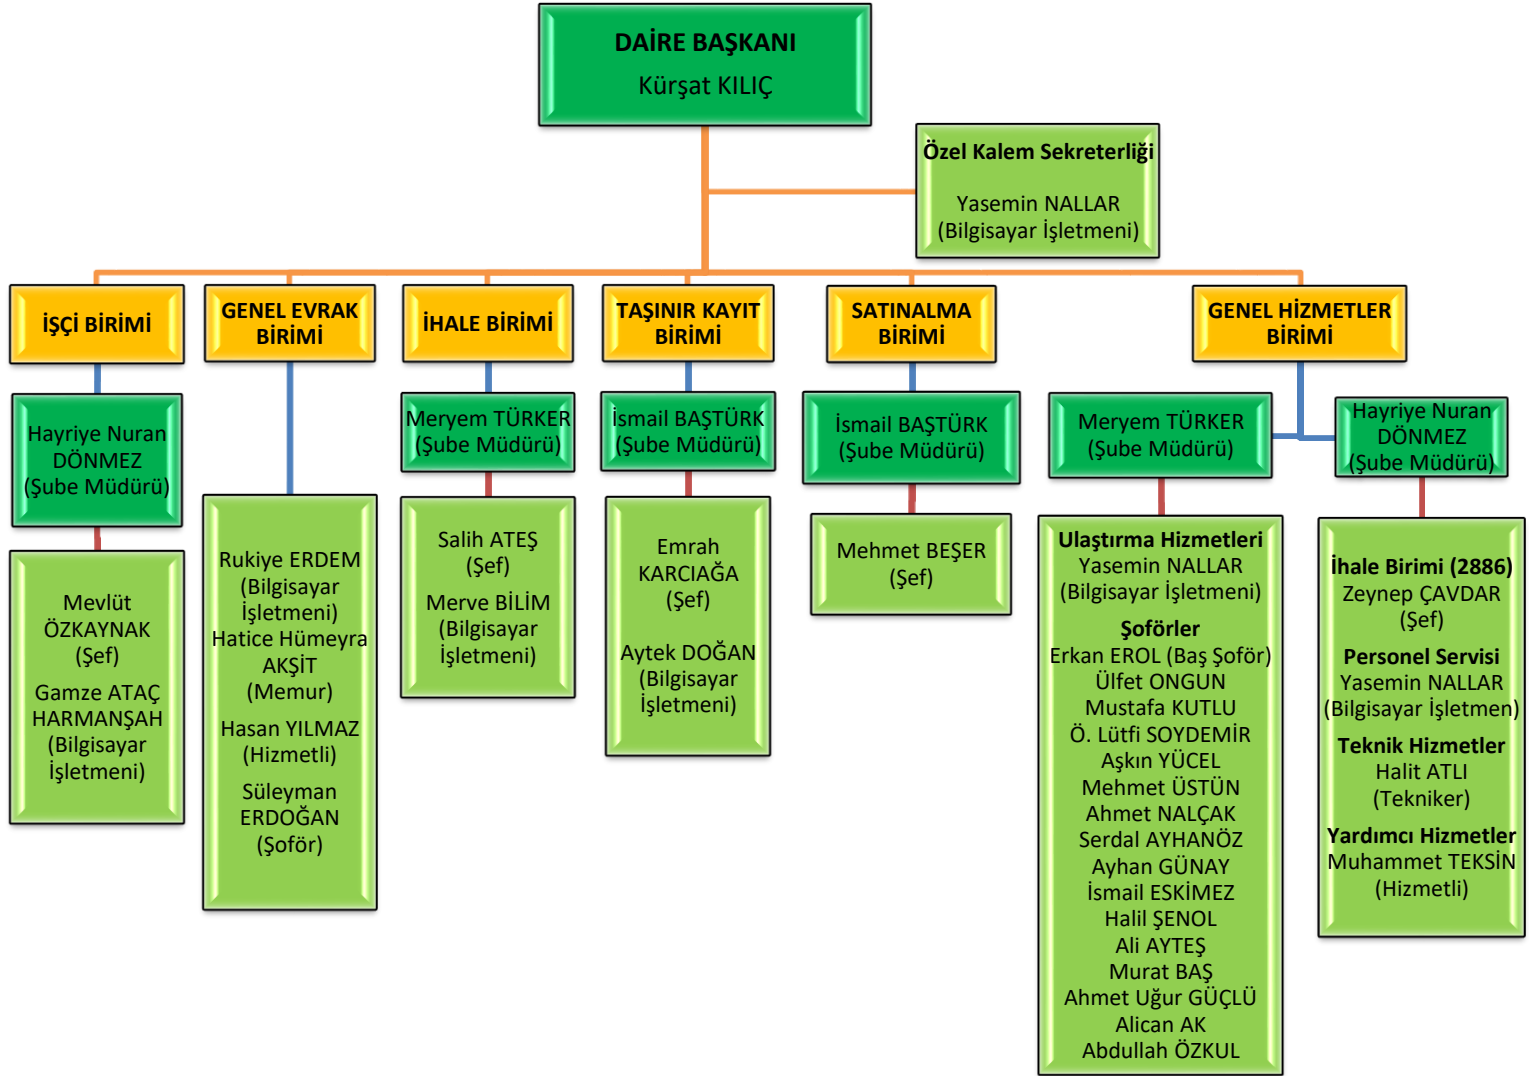 DAİRE BAŞKANI
Kürşat KILIÇ
Özel Kalem Sekreterliği
Yasemin NALLAR
(Bilgisayar İşletmeni)
İŞÇİ BİRİMİ
GENEL EVRAK
BİRİMİ
İHALE BİRİMİ
TAŞINIR KAYIT
BİRİMİ
SATINALMA
BİRİMİ
GENEL HİZMETLER
BİRİMİ
Hayriye Nuran
DÖNMEZ
(Şube Müdürü)
Meryem TÜRKER
(Şube Müdürü)
İsmail BAŞTÜRK
(Şube Müdürü)
İsmail BAŞTÜRK
(Şube Müdürü)
Meryem TÜRKER
(Şube Müdürü)
Hayriye Nuran
DÖNMEZ
(Şube Müdürü)
Mevlüt
ÖZKAYNAK
(Şef)
Gamze ATAÇ
HARMANŞAH
(Bilgisayar
İşletmeni)
Rukiye ERDEM
(Bilgisayar
İşletmeni)
Hatice Hümeyra
AKŞİT
(Memur)
Hasan YILMAZ
(Hizmetli)
Süleyman
ERDOĞAN
(Şoför)
Salih ATEŞ
(Şef)
Merve BİLİM
(Bilgisayar
İşletmeni)
Emrah
KARCIAĞA
(Şef)
Aytek DOĞAN
(Bilgisayar
İşletmeni)
Mehmet BEŞER
(Şef)
Ulaştırma Hizmetleri
Yasemin NALLAR
(Bilgisayar İşletmeni)
Şoförler
Erkan EROL (Baş Şoför)
Ülfet ONGUN
Mustafa KUTLU
Ö. Lütfi SOYDEMİR
Aşkın YÜCEL
Mehmet ÜSTÜN
Ahmet NALÇAK
Serdal AYHANÖZ
Ayhan GÜNAY
İsmail ESKİMEZ
Halil ŞENOL
Ali AYTEŞ
Murat BAŞ
Ahmet Uğur GÜÇLÜ
Alican AK
Abdullah ÖZKUL
İhale Birimi (2886)
Zeynep ÇAVDAR
(Şef)
Personel Servisi
Yasemin NALLAR
(Bilgisayar İşletmen)
Teknik Hizmetler
Halit ATLI
(Tekniker)
Yardımcı Hizmetler
Muhammet TEKSİN
(Hizmetli)